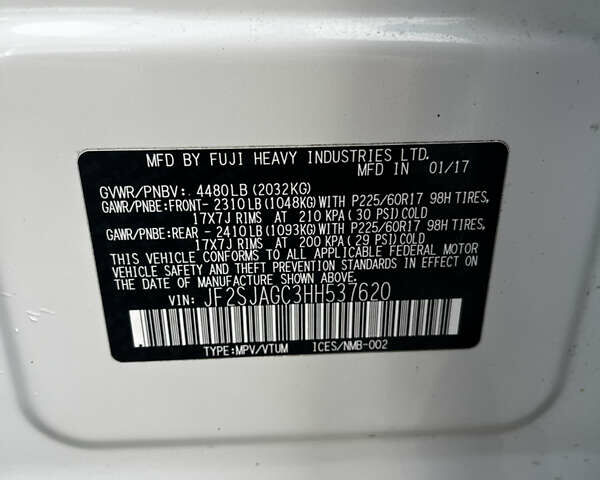 MFD BY FUJI HEAVY INDUSTRIES LTD.
MFD IN 01/17
GVWR/PNBV: 4480LB(2032KG)
GAWR/PNBE:FRONT-2310LB(1048KG)WITH P225/60R17 98H TIRES,
17X7J RIMS AT 210 KPA(30 PSI)COLD
GAWR/PNBE:REAR -2410LB(1093KG)WITH P225/60R17 98H TIRES,
17X7J RIMS AT 200 KPA(29 PSI)COLD
THIS VEHICLE CONFORMS TO ALL APPLICABLE FEDERAL MOTOR
VEHICLE SAFETY AND THEFT PREVENTION STANDARDS IN EFFECT ON
THE DATE OF MANUFACTURE SHOWN ABOVE.
VIN: JF2SJAGC3HH537620
TYPE:MPV/VTUM ICES/NMB-002